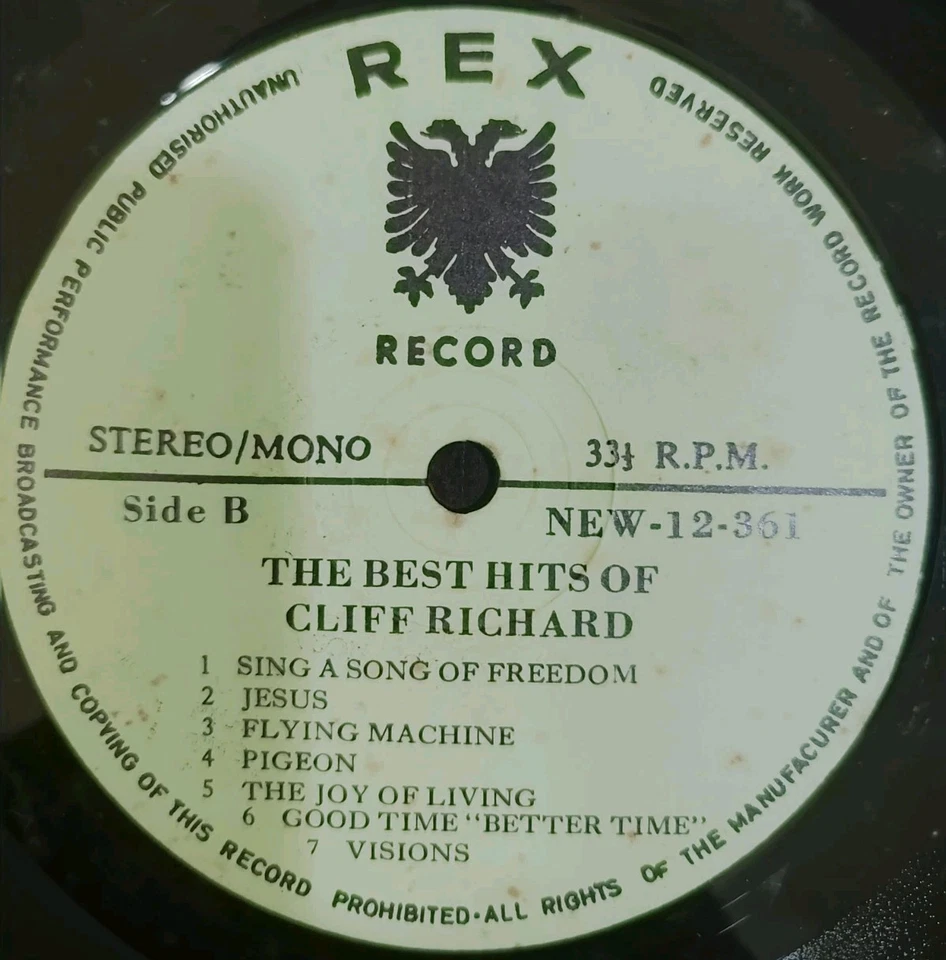 REX
RECORD
STEREO/MONO
33⅓ R.P.M.
Side B
NEW-12-361
THE BEST HITS OF
CLIFF RICHARD
1 SING A SONG OF FREEDOM
2 JESUS
3 FLYING MACHINE
4 PIGEON
5 THE JOY OF LIVING
6 GOOD TIME "BETTER TIME"
7 VISIONS
UNAUTHORISED PUBLIC PERFORMANCE BROADCASTING AND COPYING OF THIS RECORD PROHIBITED·ALL RIGHTS OF THE MANUFACURER AND OF THE OWNER OF THE RECORD WORK RESERVED